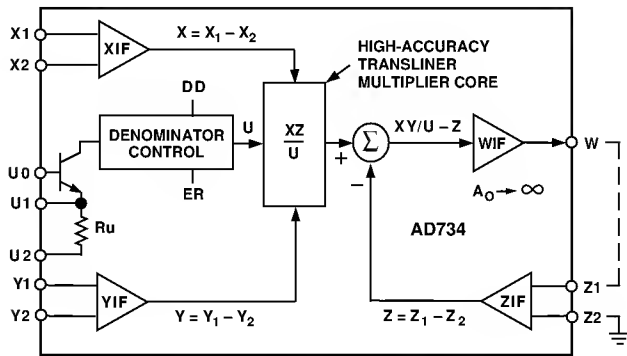 X1
X2
XIF
X = X₁ – X₂
HIGH-ACCURACY
TRANSLINER
MULTIPLIER CORE
DD
DENOMINATOR
CONTROL
U
XZ
U
Σ
XY/U – Z
WIF
W
+
–
A₀ → ∞
U0
U1
U2
ER
Ru
AD734
Y1
Y2
YIF
Y = Y₁ – Y₂
Z = Z₁ – Z₂
ZIF
Z1
Z2